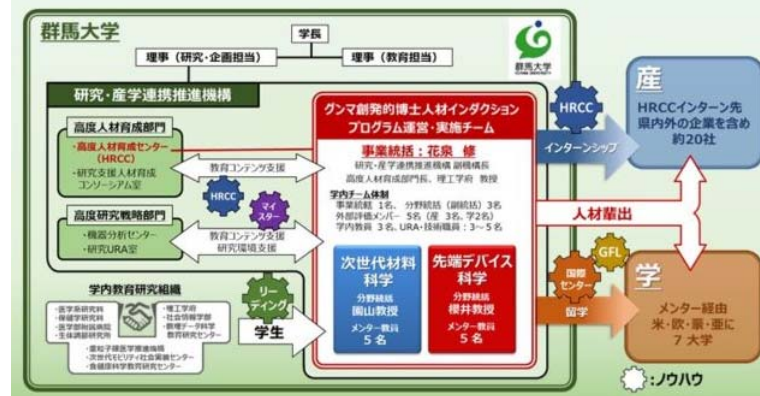 群馬大学
学長
理事（研究・企画担当）
理事（教育担当）
群馬大学
研究・産学連携推進機構
高度人材育成部門
・高度人材育成センター
（HRCC）
・研究支援人材育成
コンソーシアム室
高度研究戦略部門
・機器分析センター
・研究URA室
教育コンテンツ支援
HRCC
マイスター
教育コンテンツ支援
研究環境支援
グンマ創発的博士人材インダクション
プログラム運営・実施チーム
事業統括：花泉 修
研究・産学連携推進機構 副機構長
高度人材育成部門長、理工学府 教授
学内チーム体制
事業統轄 1名、分野統括（副統括）3名
外部評価メンバー 5名（産 3名、学2名）
学内教員 3名、URA・技術職員：3～5名
次世代材料
科学
分野統括
園山教授
メンター教員
5 名
先端デバイス
科学
分野統括
櫻井教授
メンター教員
5 名
学内教育研究組織
・医学系研究科
・保健学研究科
・医学部附属病院
・生体調節研究所
・理工学府
・社会情報学部
・数理データ科学
教育研究センター
・重粒子線医学推進機構
・次世代モビリティ社会実装センター
・食健康科学教育研究センター
リーディング
学生
HRCC
インターンシップ
産
HRCCインターン先
県内外の企業を含め
約20社
人材輩出
国際
センター
GFL
留学
学
メンター経由
米・欧・豪・亜に
7 大学
：ノウハウ